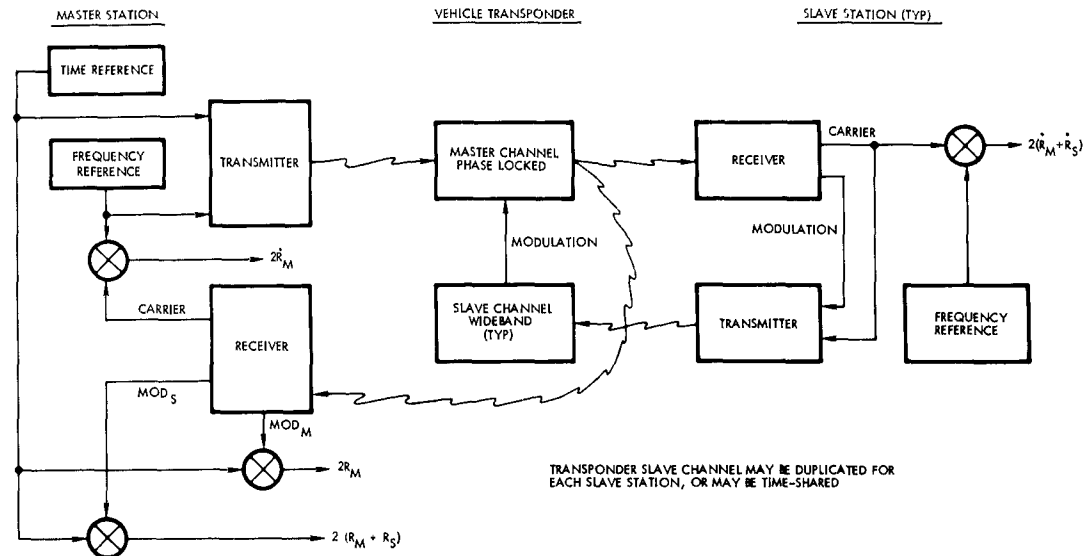 MASTER STATION
VEHICLE TRANSPONDER
SLAVE STATION (TYP)
TIME REFERENCE
FREQUENCY
REFERENCE
TRANSMITTER
MASTER CHANNEL
PHASE LOCKED
RECEIVER
CARRIER
2(Ṙ_M + Ṙ_S)
MODULATION
MODULATION
2Ṙ_M
CARRIER
RECEIVER
SLAVE CHANNEL
WIDEBAND
(TYP)
TRANSMITTER
FREQUENCY
REFERENCE
MOD_S
MOD_M
2R_M
TRANSPONDER SLAVE CHANNEL MAY BE DUPLICATED FOR
EACH SLAVE STATION, OR MAY BE TIME-SHARED
2 (R_M + R_S)